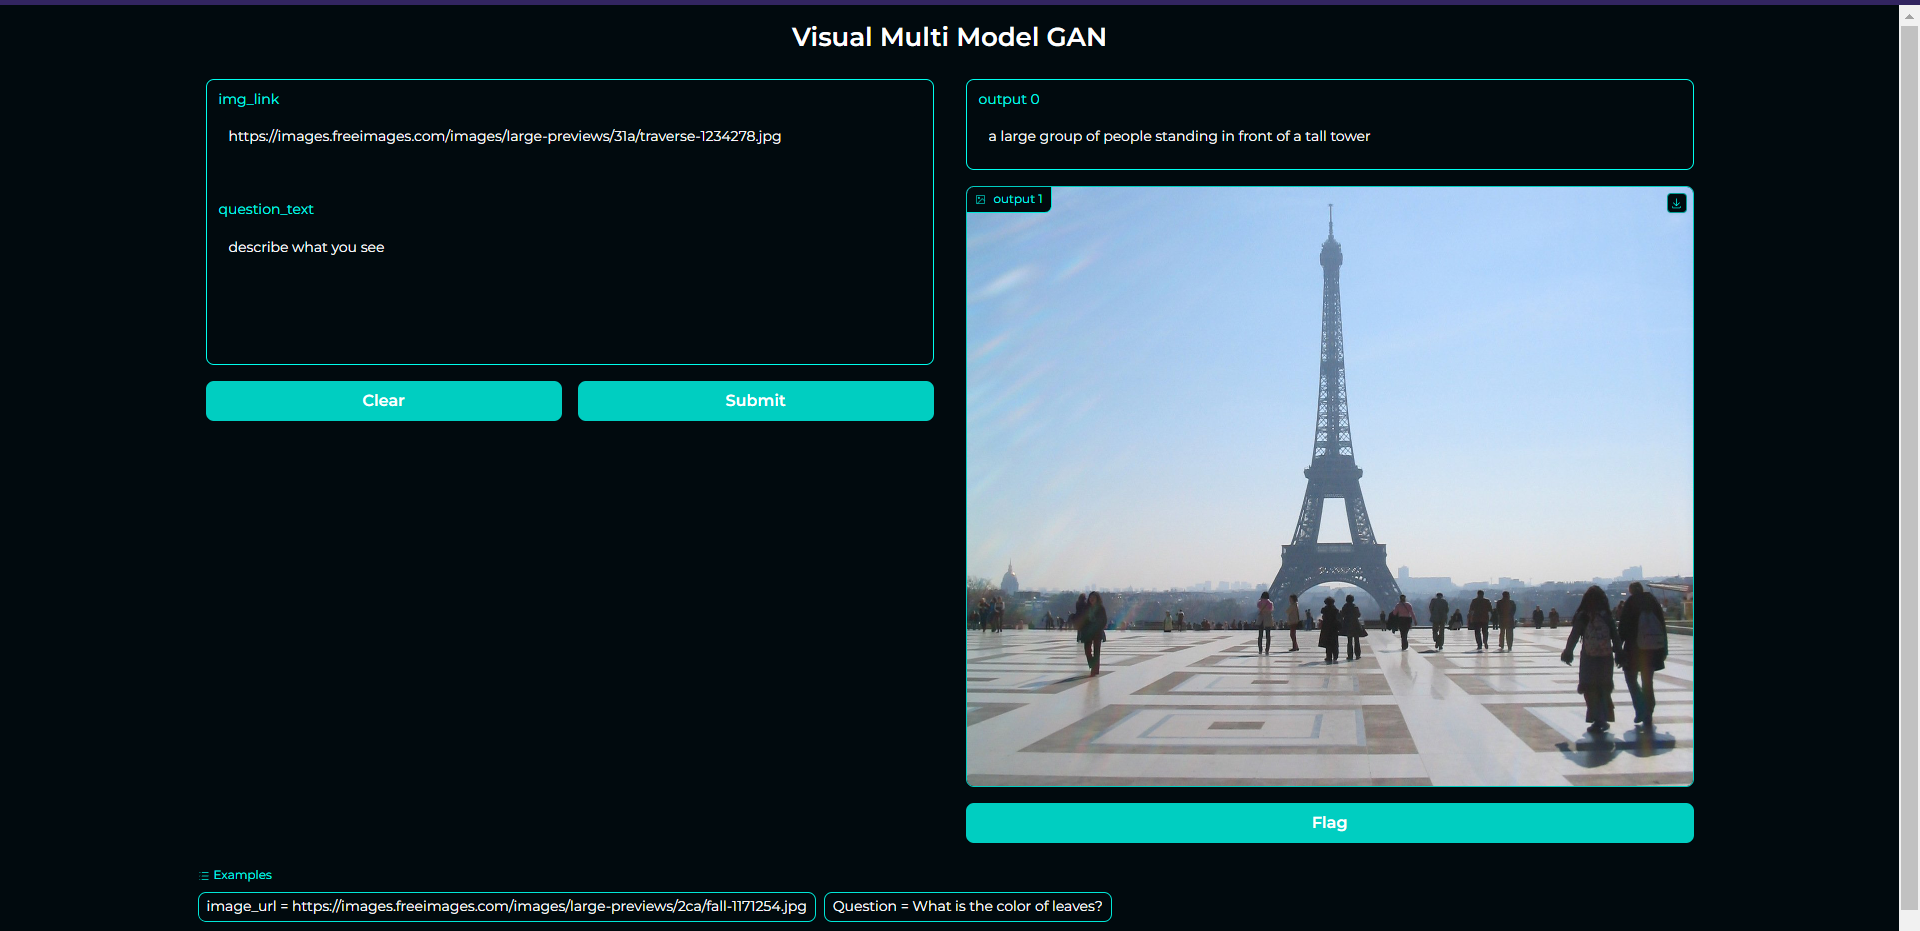 Visual Multi Model GAN
img_link
https://images.freeimages.com/images/large-previews/31a/traverse-1234278.jpg
question_text
describe what you see
Clear
Submit
output 0
a large group of people standing in front of a tall tower
output 1
Flag
Examples
image_url = https://images.freeimages.com/images/large-previews/2ca/fall-1171254.jpg
Question = What is the color of leaves?